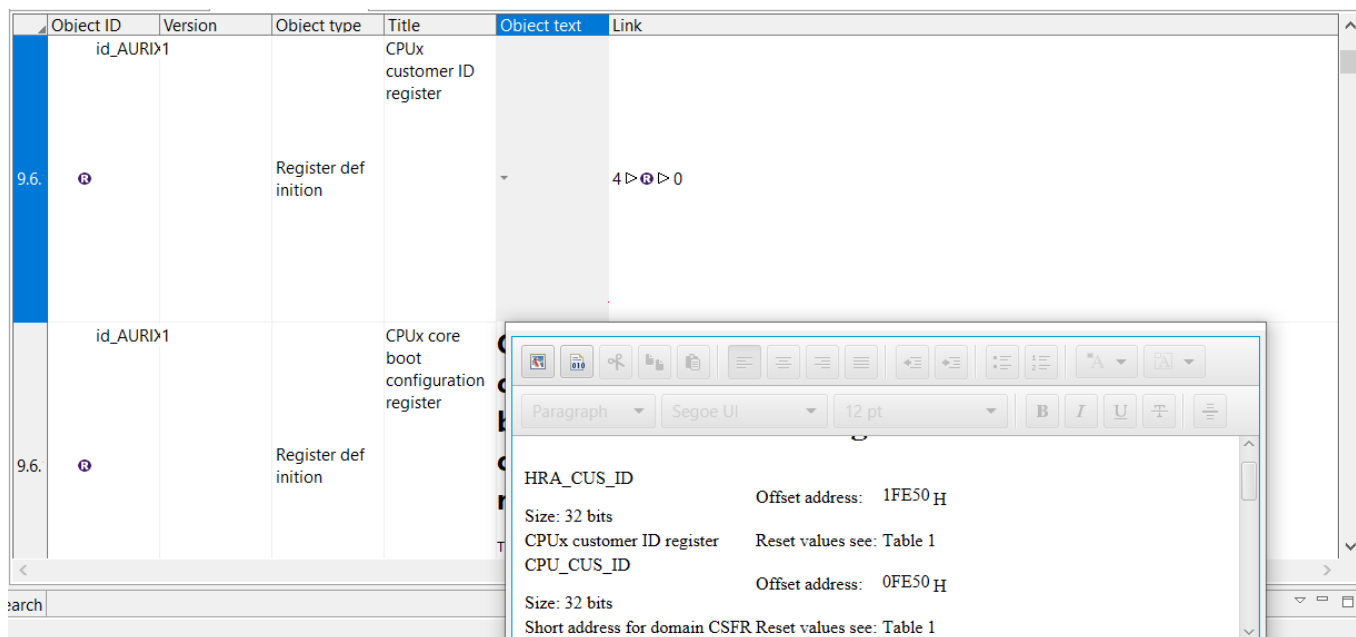 Object ID Version Object type Title Object text Link
id_AURIX 1 CPUx
customer ID
register
Register def
9.6. R 4 R 0
inition
id_AURIX 1 CPUx core
boot
configuration
register
Register def
9.6. R
inition
T
Paragraph Segoe UI 12 pt B I U T
HRA_CUS_ID
Offset address: 1FE50 H
Size: 32 bits
CPUx customer ID register Reset values see: Table 1
CPU_CUS_ID
Offset address: 0FE50 H
Size: 32 bits
Short address for domain CSFR Reset values see: Table 1
earch